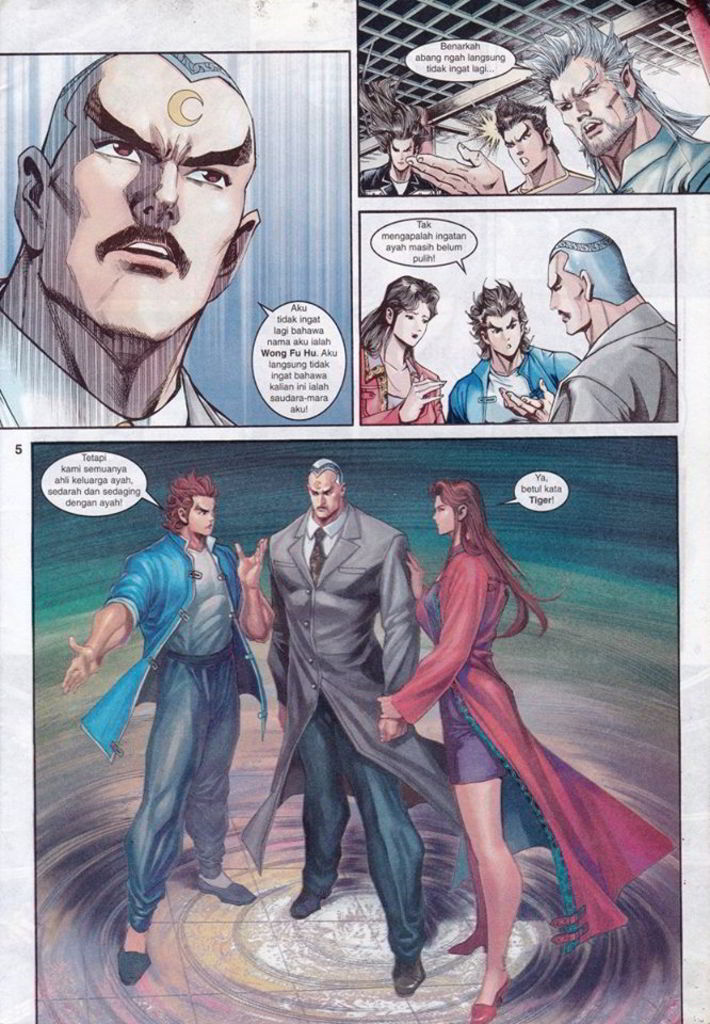 Benarkah
abang ngah langsung
tidak ingat lagi...
Aku
tidak ingat
lagi bahawa
nama aku ialah
Wong Fu Hu. Aku
langsung tidak
ingat bahawa
kalian ini ialah
saudara-mara
aku!
Tak
mengapalah ingatan
ayah masih belum
pulih!
5
Tetapi
kami semuanya
ahli keluarga ayah,
sedarah dan sedaging
dengan ayah!
Ya,
betul kata
Tiger!